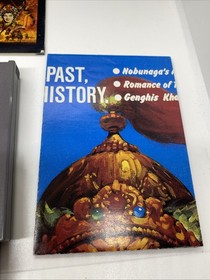 PAST,
HISTORY,
• Nobunaga's
• Romance of
• Genghis Kha